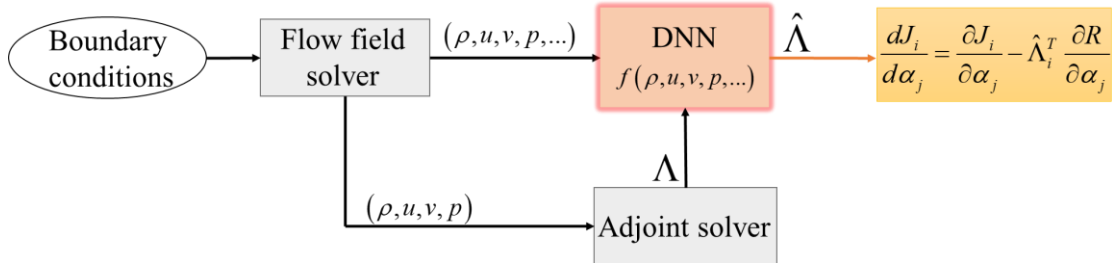 Boundary
conditions
Flow field
solver
(ρ,u,v,p,...)
DNN
f(ρ,u,v,p,...)
Λ̂
dJ_i/dα_j = ∂J_i/∂α_j − Λ̂_i^T ∂R/∂α_j
Λ
(ρ,u,v,p)
Adjoint solver